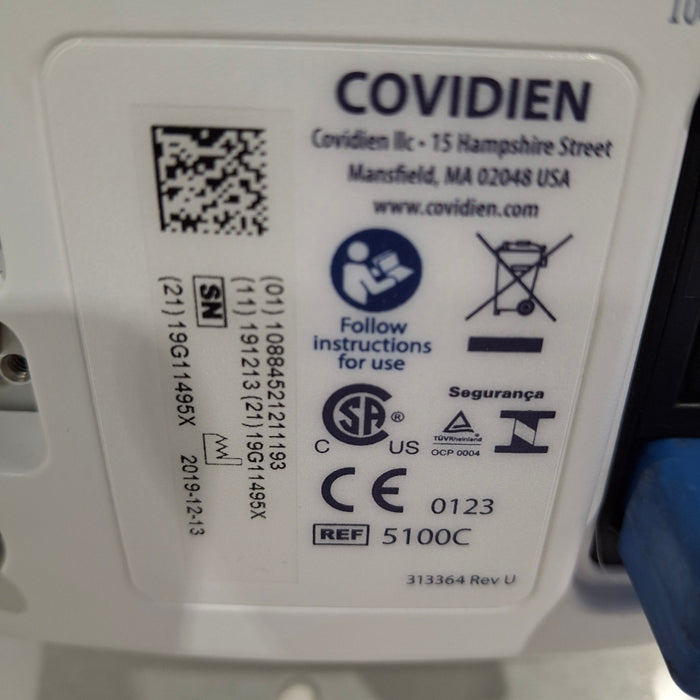 COVIDIEN
Covidien llc - 15 Hampshire Street
Mansfield, MA 02048 USA
www.covidien.com
Follow
instructions
for use
Segurança
CSA ®
C US
TÜVRheinland
OCP 0004
CE 0123
REF 5100C
313364 Rev U
(01) 10884521211193
(11) 191213 (21) 19G11495X
SN
(21) 19G11495X 2019-12-13